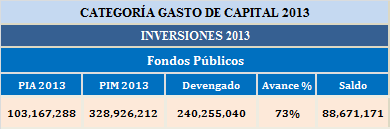 CATEGORÍA GASTO DE CAPITAL 2013
INVERSIONES 2013
Fondos Públicos
PIA 2013 PIM 2013 Devengado Avance % Saldo
103,167,288 328,926,212 240,255,040 73% 88,671,171